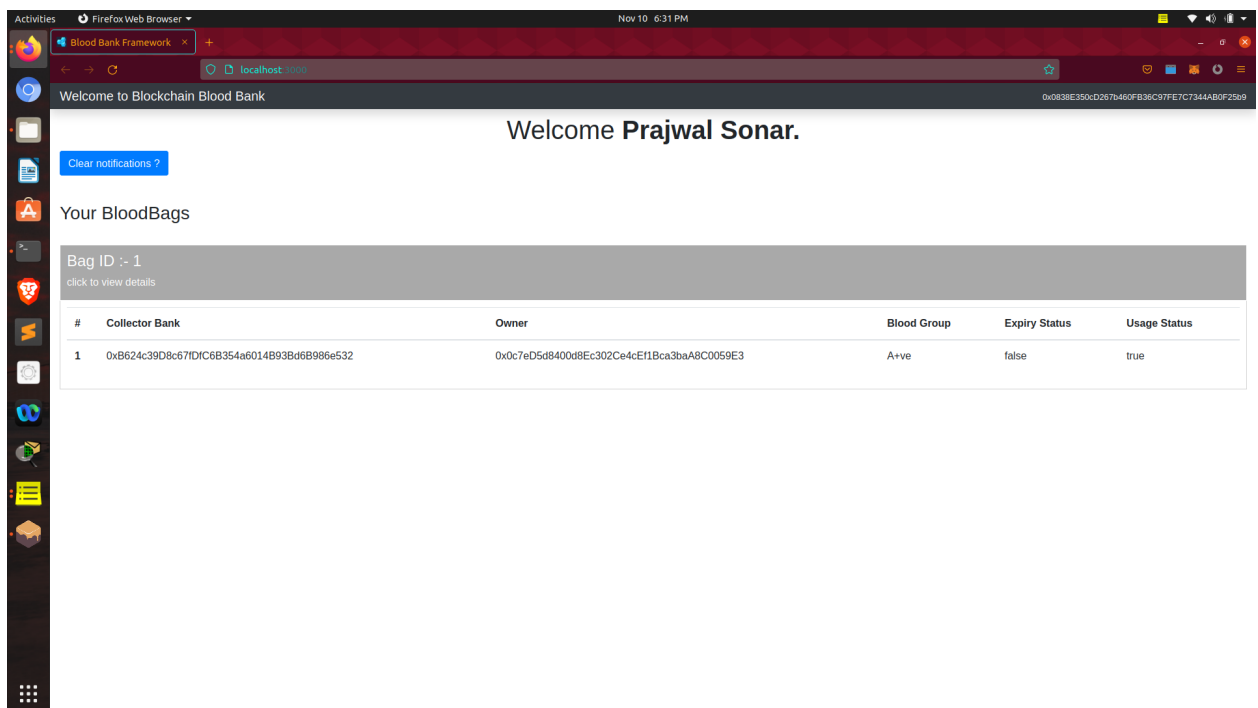 Activities Firefox Web Browser Nov 10 6:31 PM
Blood Bank Framework
localhost:3000
Welcome to Blockchain Blood Bank 0x0838E350cD267b460FB36C97FE7C7344AB0F25b9
Welcome Prajwal Sonar.
Clear notifications ?
Your BloodBags
Bag ID :- 1
click to view details
# Collector Bank Owner Blood Group Expiry Status Usage Status
1 0xB624c39D8c67fDfC6B354a6014B93Bd6B986e532 0x0c7eD5d8400d8Ec302Ce4cEf1Bca3baA8C0059E3 A+ve false true